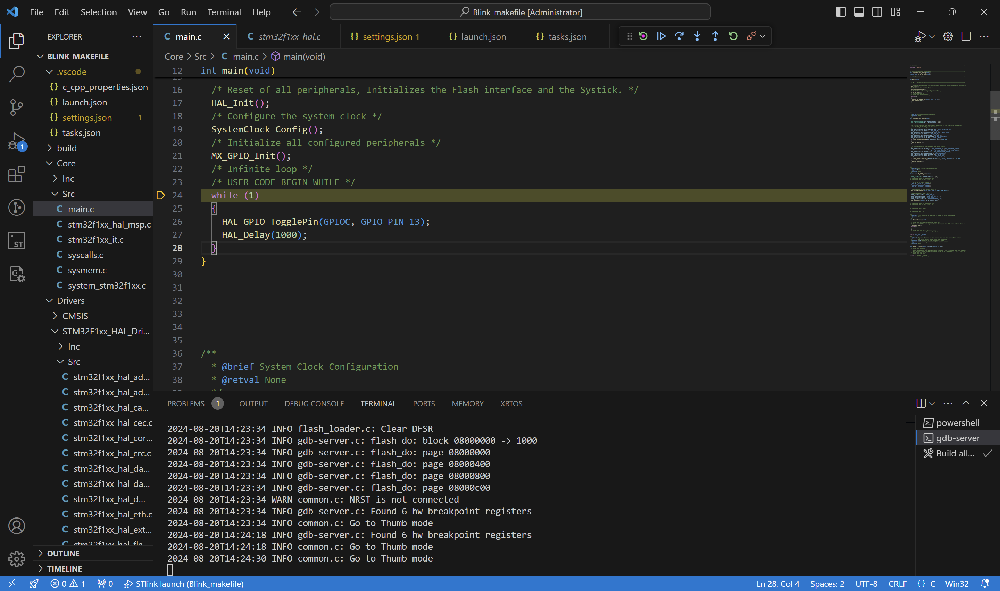 File Edit Selection View Go Run Terminal Help
Blink_makefile [Administrator]
EXPLORER
BLINK_MAKEFILE
.vscode
c_cpp_properties.json
launch.json
settings.json 1
tasks.json
build
Core
Inc
Src
main.c
stm32f1xx_hal_msp.c
stm32f1xx_it.c
syscalls.c
sysmem.c
system_stm32f1xx.c
Drivers
CMSIS
STM32F1xx_HAL_Dri...
Inc
Src
stm32f1xx_hal_ad...
stm32f1xx_hal_ad...
stm32f1xx_hal_ca...
stm32f1xx_hal_cec.c
stm32f1xx_hal_cor...
stm32f1xx_hal_crc.c
stm32f1xx_hal_da...
stm32f1xx_hal_da...
stm32f1xx_hal_d...
stm32f1xx_hal_eth.c
stm32f1xx_hal_ext...
stm32f1xx_hal_fla
OUTLINE
TIMELINE
1
ST
main.c
stm32f1xx_hal.c
settings.json 1
launch.json
tasks.json
Core > Src > C main.c > main(void)
12 int main(void)
16 /* Reset of all peripherals, Initializes the Flash interface and the Systick. */
17 HAL_Init();
18 /* Configure the system clock */
19 SystemClock_Config();
20 /* Initialize all configured peripherals */
21 MX_GPIO_Init();
22 /* Infinite loop */
23 /* USER CODE BEGIN WHILE */
24 while (1)
25 {
26 HAL_GPIO_TogglePin(GPIOC, GPIO_PIN_13);
27 HAL_Delay(1000);
28 }
29 }
30
31
32
33
34
35
36 /**
37 * @brief System Clock Configuration
38 * @retval None
PROBLEMS 1 OUTPUT DEBUG CONSOLE TERMINAL PORTS MEMORY XRTOS
2024-08-20T14:23:34 INFO flash_loader.c: Clear DFSR
2024-08-20T14:23:34 INFO gdb-server.c: flash_do: block 08000000 -> 1000
2024-08-20T14:23:34 INFO gdb-server.c: flash_do: page 08000000
2024-08-20T14:23:34 INFO gdb-server.c: flash_do: page 08000400
2024-08-20T14:23:34 INFO gdb-server.c: flash_do: page 08000800
2024-08-20T14:23:34 INFO gdb-server.c: flash_do: page 08000c00
2024-08-20T14:23:34 WARN common.c: NRST is not connected
2024-08-20T14:23:34 INFO gdb-server.c: Found 6 hw breakpoint registers
2024-08-20T14:23:34 INFO common.c: Go to Thumb mode
2024-08-20T14:24:18 INFO gdb-server.c: Found 6 hw breakpoint registers
2024-08-20T14:24:18 INFO common.c: Go to Thumb mode
2024-08-20T14:24:30 INFO common.c: Go to Thumb mode
powershell
gdb-server
Build all...
0 1 0 STlink launch (Blink_makefile) Ln 28, Col 4 Spaces: 2 UTF-8 CRLF {} C Win32